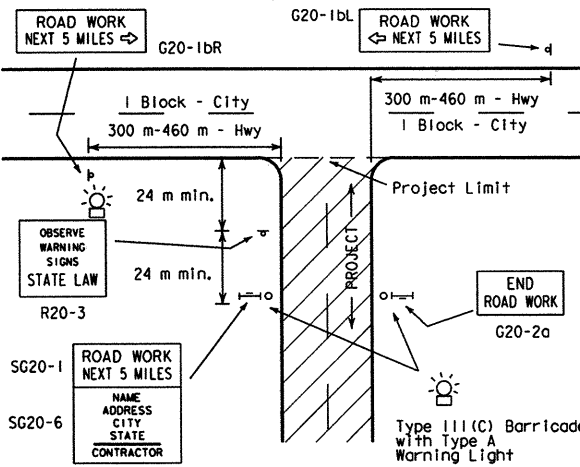 ROAD WORK
NEXT 5 MILES ⇨
G20-1bR
G20-1bL
ROAD WORK
⇦ NEXT 5 MILES
1 Block - City
300 m-460 m - Hwy
300 m-460 m - Hwy
1 Block - City
24 m min.
Project Limit
OBSERVE
WARNING
SIGNS
STATE LAW
R20-3
24 m min.
PROJECT
END
ROAD WORK
G20-2a
SG20-1
ROAD WORK
NEXT 5 MILES
SG20-6
NAME
ADDRESS
CITY
STATE
CONTRACTOR
Type III(C) Barricade
with Type A
Warning Light